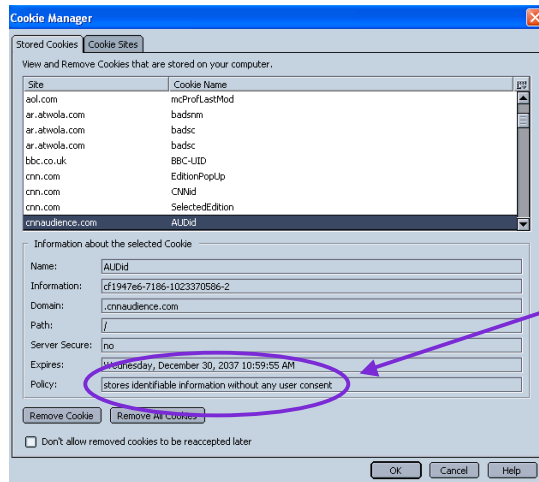 Cookie Manager
Stored Cookies Cookie Sites
View and Remove Cookies that are stored on your computer.
Site Cookie Name
aol.com mcProfLastMod
ar.atwola.com badsnm
ar.atwola.com badsc
ar.atwola.com badsc
bbc.co.uk BBC-UID
cnn.com EditionPopUp
cnn.com CNNid
cnn.com SelectedEdition
cnnaudience.com AUDid
Information about the selected Cookie
Name: AUDid
Information: cf1947e6-7186-1023370586-2
Domain: .cnnaudience.com
Path: /
Server Secure: no
Expires: Wednesday, December 30, 2037 10:59:55 AM
Policy: stores identifiable information without any user consent
Remove Cookie Remove All Cookies
Don't allow removed cookies to be reaccepted later
OK Cancel Help